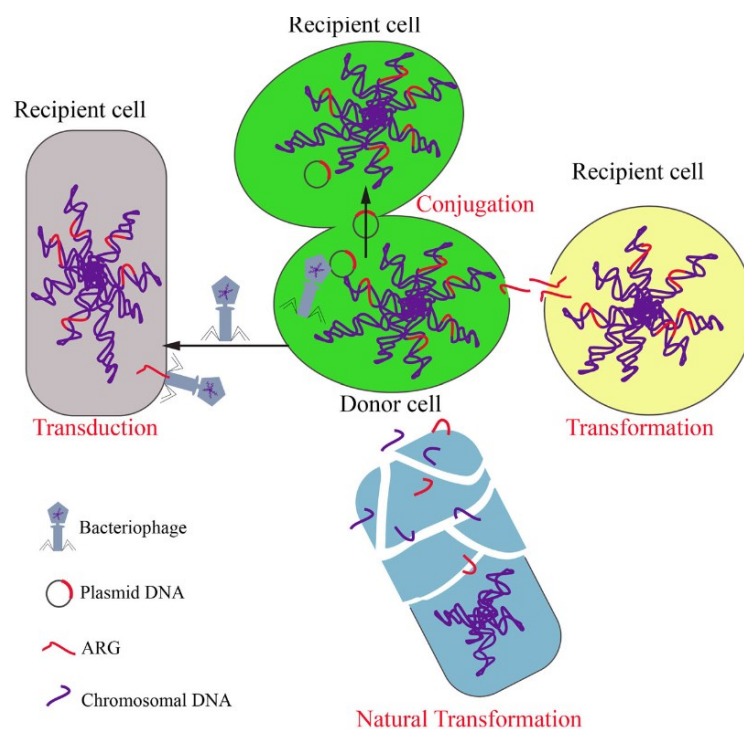 Recipient cell
Recipient cell
Recipient cell
Conjugation
Donor cell
Transduction
Transformation
Bacteriophage
Plasmid DNA
ARG
Chromosomal DNA
Natural Transformation